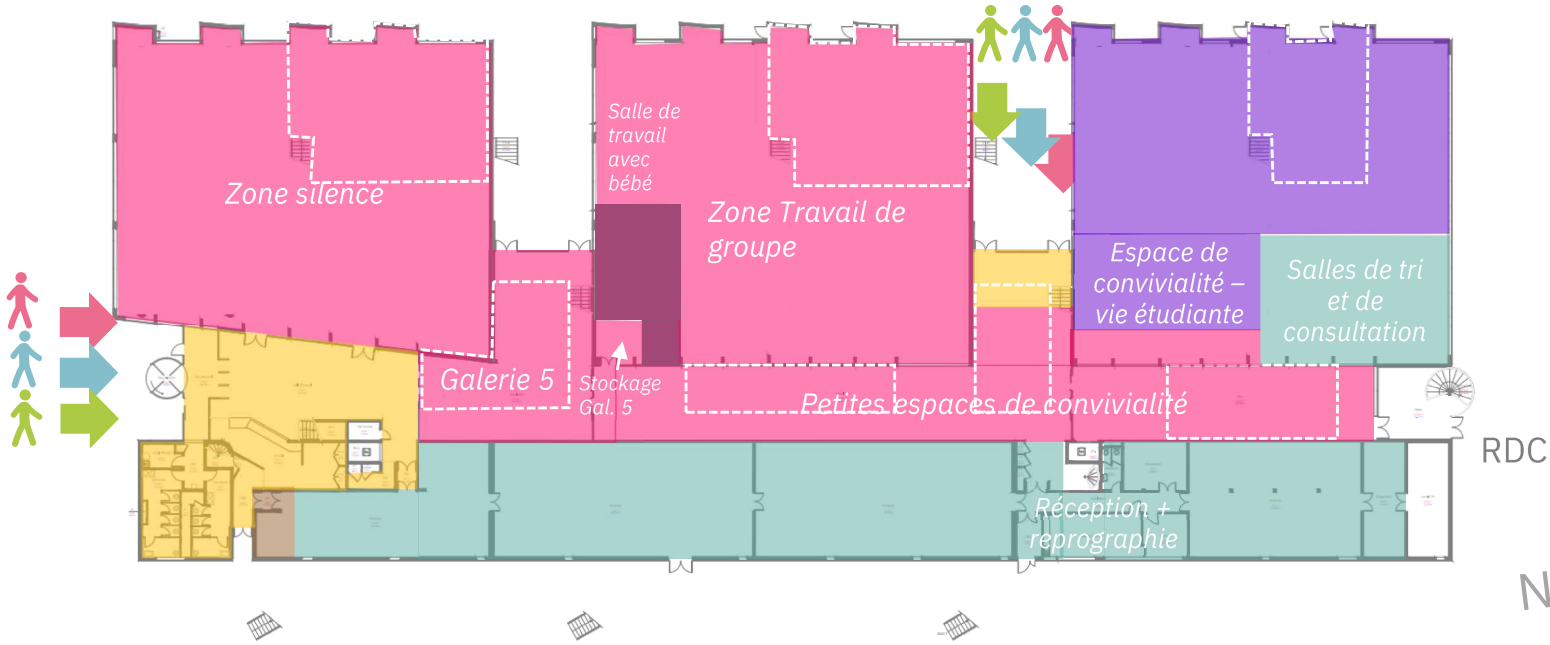 Salle de
travail
avec
bébé
Zone silence
Zone Travail de
groupe
Espace de
convivialité –
vie étudiante
Salles de tri
et de
consultation
Galerie 5
Stockage
Gal. 5
Petites espaces de convivialité
RDC
Réception +
reprographie
N